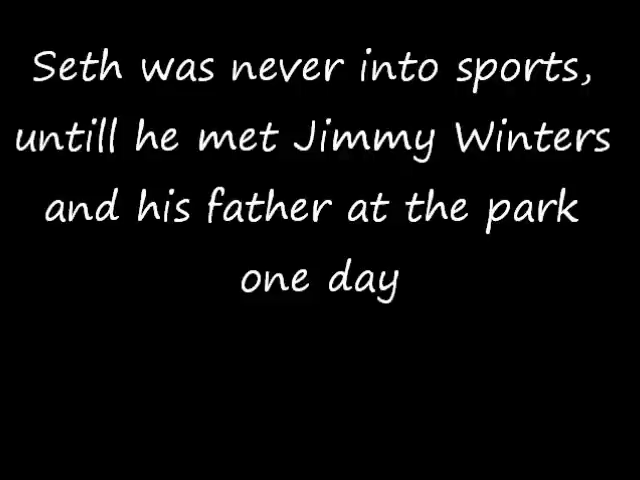 Seth was never into sports,
untill he met Jimmy Winters
and his father at the park
one day